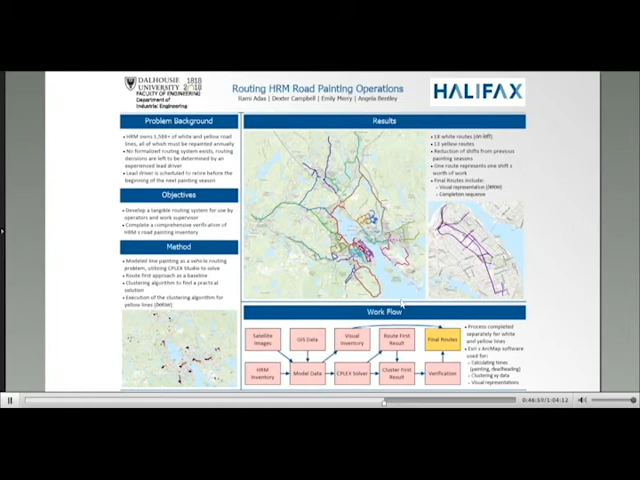 DALHOUSIE
UNIVERSITY
1818
2018
FACULTY OF ENGINEERING
Department of
Industrial Engineering
Routing HRM Road Painting Operations
Rami Adas | Dexter Campbell | Emily Merry | Angela Bentley
HALIFAX
Problem Background
• HRM owns 1,588+ of white and yellow road
lines, all of which must be repainted annually
• No formalized routing system exists, routing
decisions are left to be determined by an
experienced lead driver
• Lead driver is scheduled to retire before the
beginning of the next painting season
Objectives
• Develop a tangible routing system for use by
operators and work supervisor
• Complete a comprehensive verification of
HRM's road painting inventory
Method
• Modeled line painting as a vehicle routing
problem, utilizing CPLEX Studio to solve
• Route first approach as a baseline
• Clustering algorithm to find a practical
solution
• Execution of the clustering algorithm for
yellow lines (below)
Results
• 18 white routes (on left)
• 13 yellow routes
• Reduction of shifts from previous
painting seasons
• One route represents one shift's
worth of work
• Final Routes include:
• Visual representation (below)
• Completion sequence
Work Flow
Satellite
Images
GIS Data
Visual
Inventory
Route First
Result
Final Routes
HRM
Inventory
Model Data
CPLEX Solver
Cluster First
Result
Verification
• Process completed
separately for white
and yellow lines
• Esri's ArcMap software
used for:
• Calculating times
(painting, deadheading)
• Clustering xy data
• Visual representations
0:46:59/1:04:12